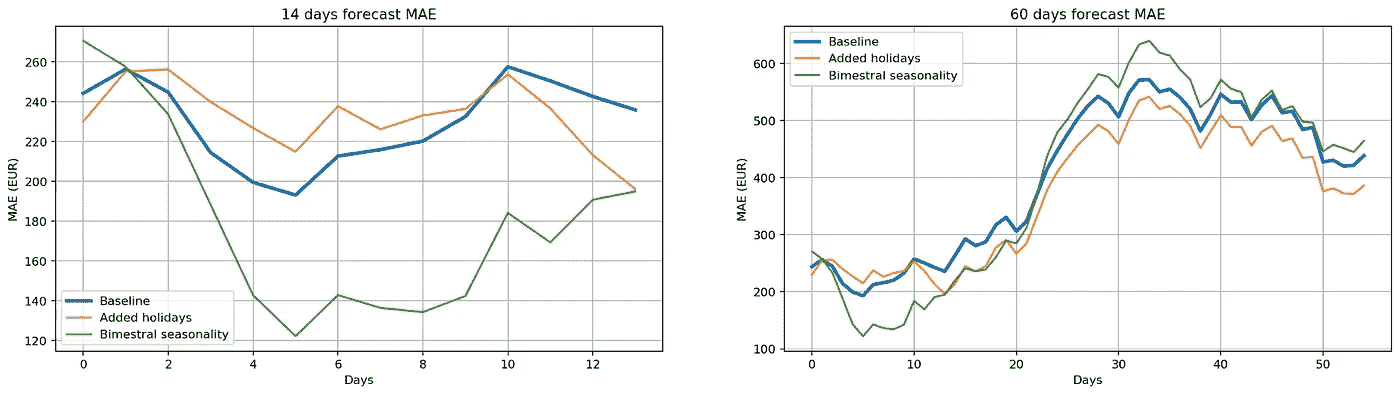 14 days forecast MAE
260
240
220
200
180
160
140
120
MAE (EUR)
Baseline
Added holidays
Bimestral seasonality
0 2 4 6 8 10 12
Days
60 days forecast MAE
Baseline
Added holidays
Bimestral seasonality
600
500
400
300
200
100
MAE (EUR)
0 10 20 30 40 50
Days